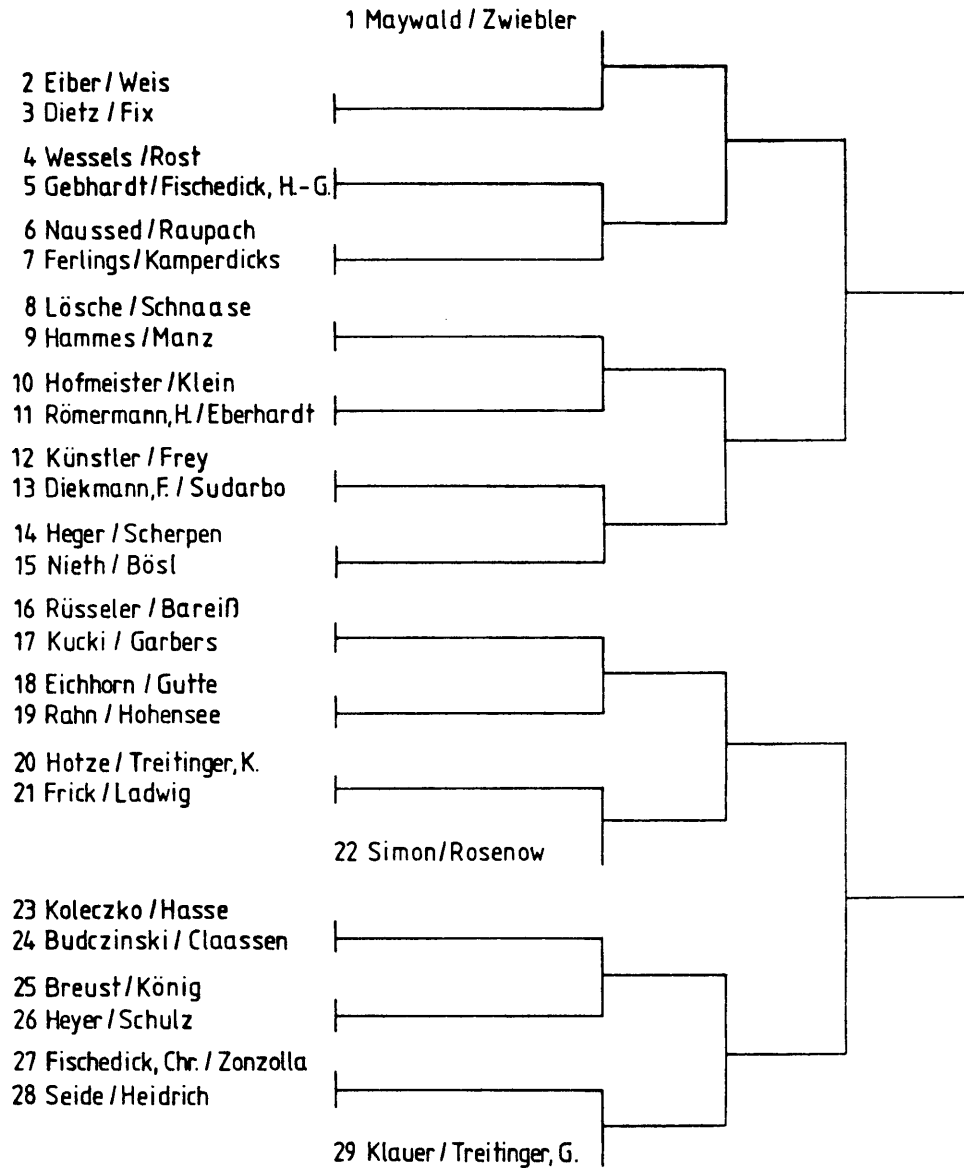 1 Maywald / Zwiebler
2 Eiber / Weis
3 Dietz / Fix
4 Wessels / Rost
5 Gebhardt / Fischedick, H.-G.
6 Naussed / Raupach
7 Ferlings / Kamperdicks
8 Lösche / Schnaase
9 Hammes / Manz
10 Hofmeister / Klein
11 Römermann, H. / Eberhardt
12 Künstler / Frey
13 Diekmann, F. / Sudarbo
14 Heger / Scherpen
15 Nieth / Bösl
16 Rüsseler / Bareiß
17 Kucki / Garbers
18 Eichhorn / Gutte
19 Rahn / Hohensee
20 Hotze / Treitinger, K.
21 Frick / Ladwig
22 Simon / Rosenow
23 Koleczko / Hasse
24 Budczinski / Claassen
25 Breust / König
26 Heyer / Schulz
27 Fischedick, Chr. / Zonzolla
28 Seide / Heidrich
29 Klauer / Treitinger, G.